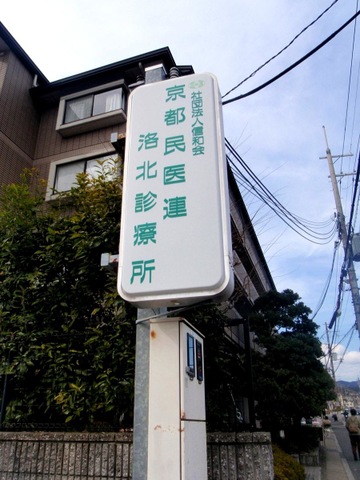 社団法人信和会
京都民医連
洛北診療所